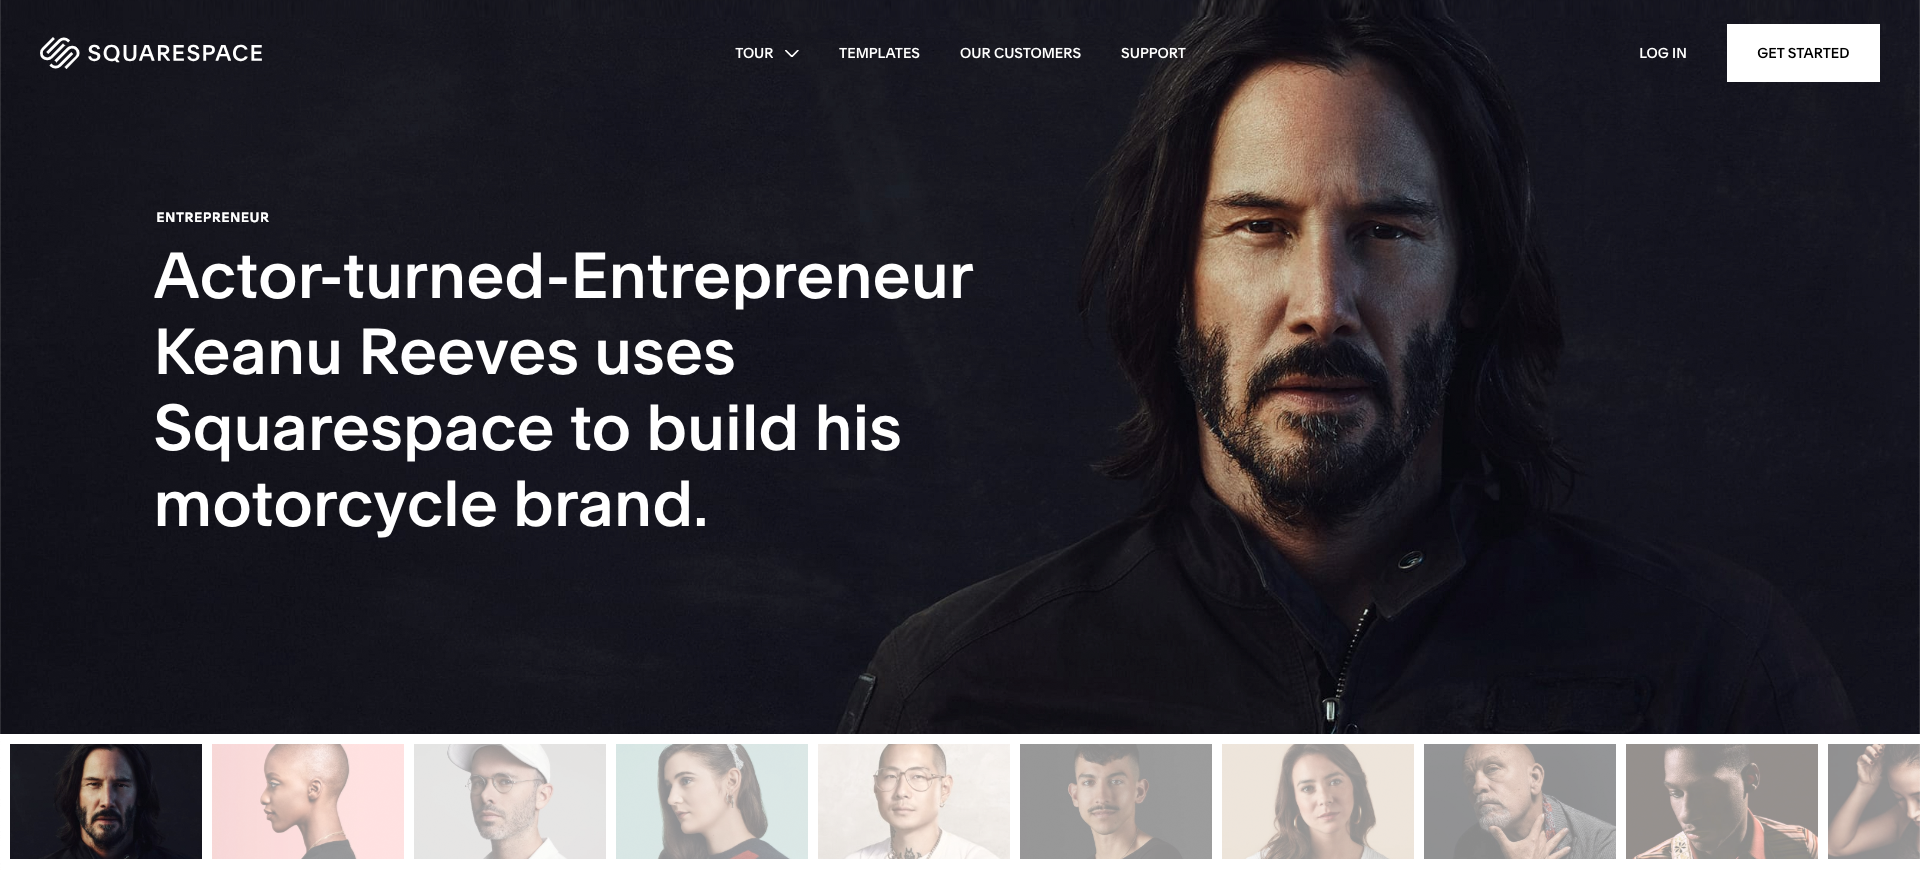 SQUARESPACE
TOUR
TEMPLATES
OUR CUSTOMERS
SUPPORT
LOG IN
GET STARTED
ENTREPRENEUR
Actor-turned-Entrepreneur
Keanu Reeves uses
Squarespace to build his
motorcycle brand.